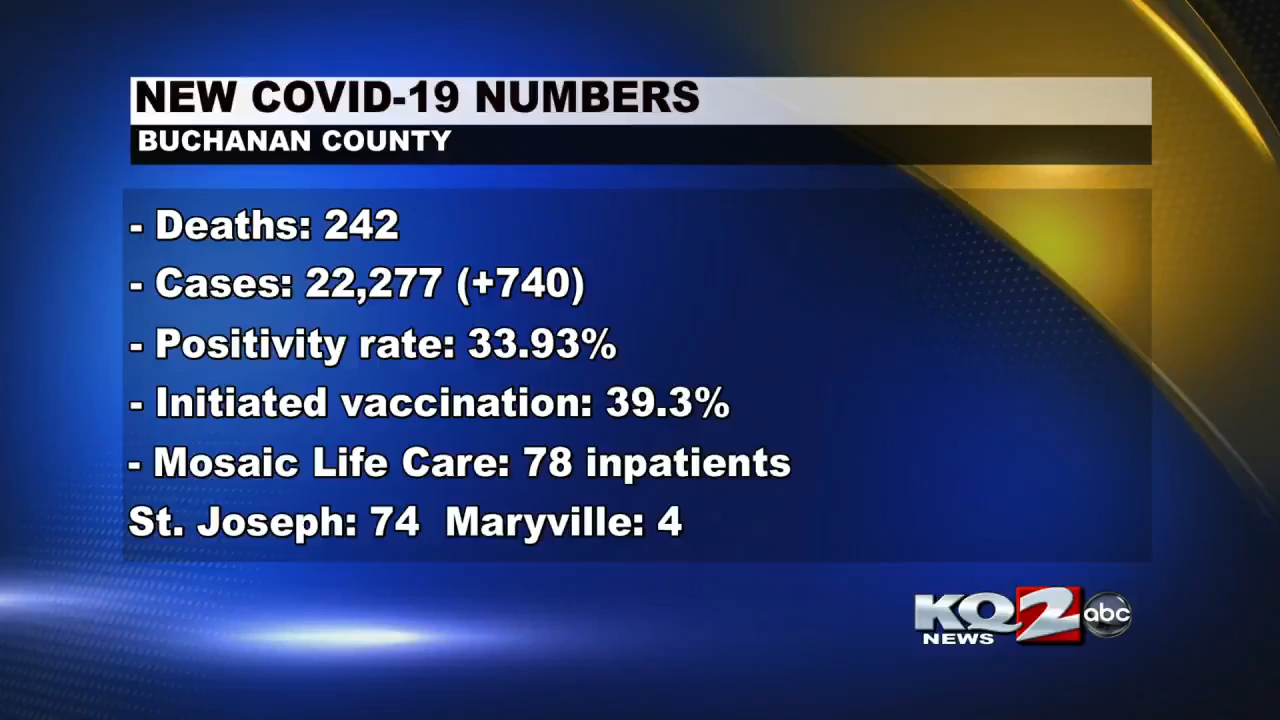 NEW COVID-19 NUMBERS
BUCHANAN COUNTY
- Deaths: 242
- Cases: 22,277 (+740)
- Positivity rate: 33.93%
- Initiated vaccination: 39.3%
- Mosaic Life Care: 78 inpatients
St. Joseph: 74 Maryville: 4
KQ2 abc
NEWS